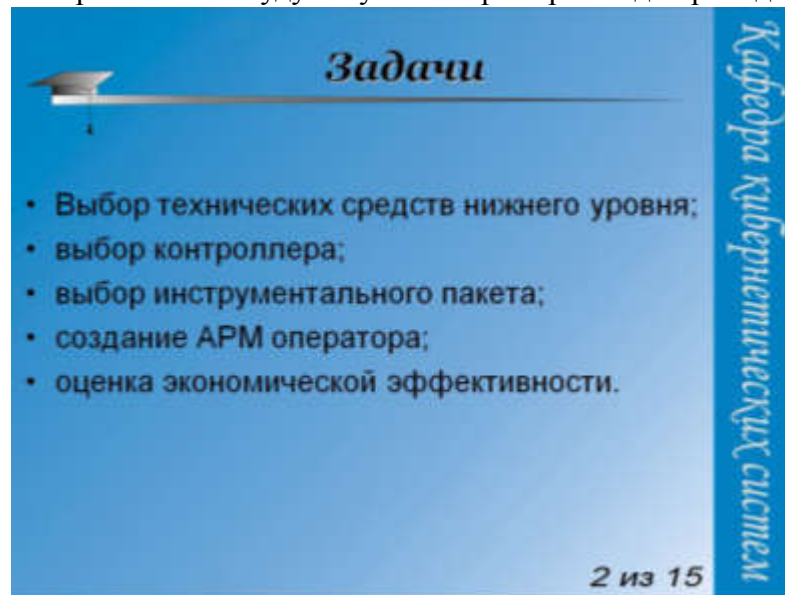 Задачи
• Выбор технических средств нижнего уровня;
• выбор контроллера;
• выбор инструментального пакета;
• создание АРМ оператора;
• оценка экономической эффективности.
2 из 15
Кафедра кибернетических систем